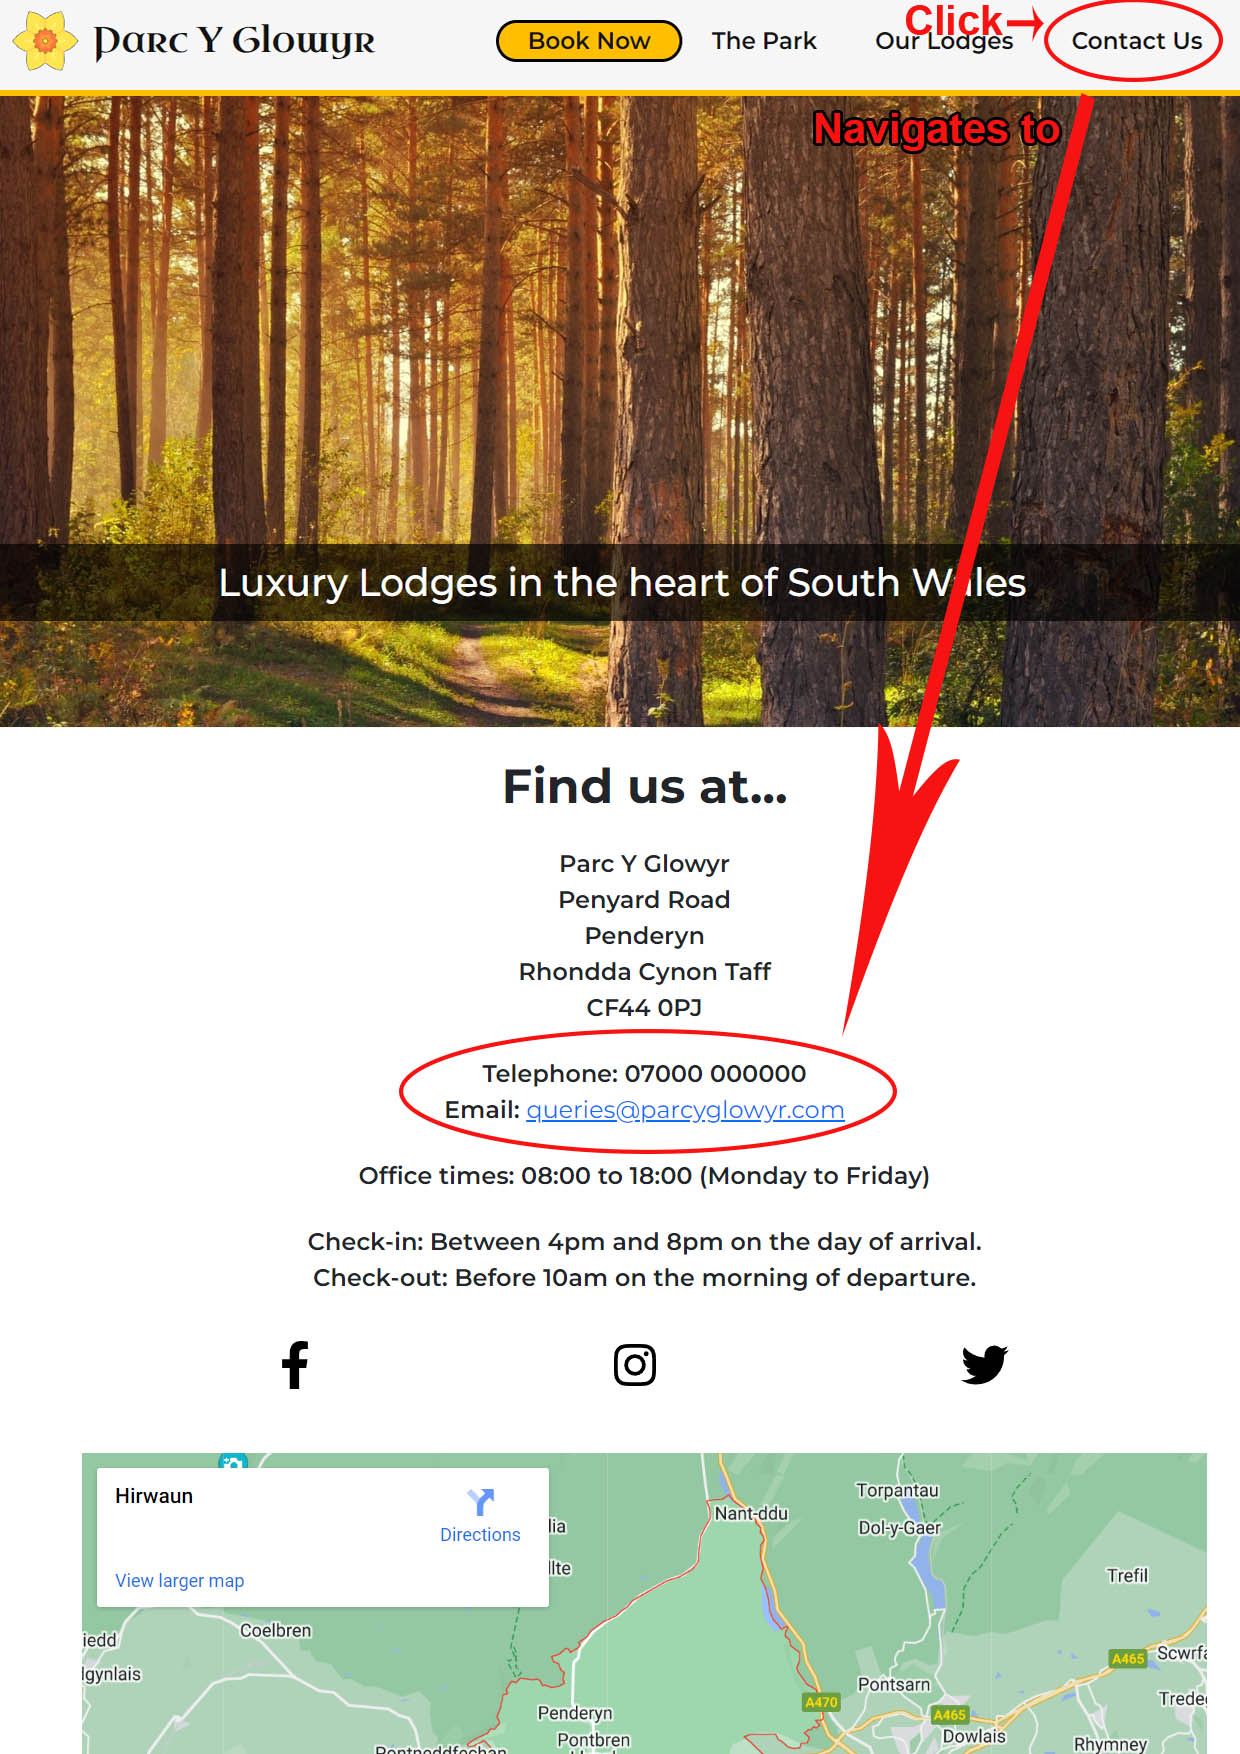 Parc Y Glowyr
Book Now
The Park
Our Lodges
Click
Contact Us
Navigates to
Luxury Lodges in the heart of South Wales
Find us at...
Parc Y Glowyr
Penyard Road
Penderyn
Rhondda Cynon Taff
CF44 0PJ
Telephone: 07000 000000
Email: queries@parcyglowyr.com
Office times: 08:00 to 18:00 (Monday to Friday)
Check-in: Between 4pm and 8pm on the day of arrival.
Check-out: Before 10am on the morning of departure.
Hirwaun
Directions
View larger map
Nant-ddu
Torpantau
Dol-y-Gaer
lia
llte
Trefil
Coelbren
iedd
lgynlais
A465
Scwrfa
Pontsarn
A470
A465
Trede
Penderyn
Pontbren
Dowlais
Rhymney
Pontneddfechan